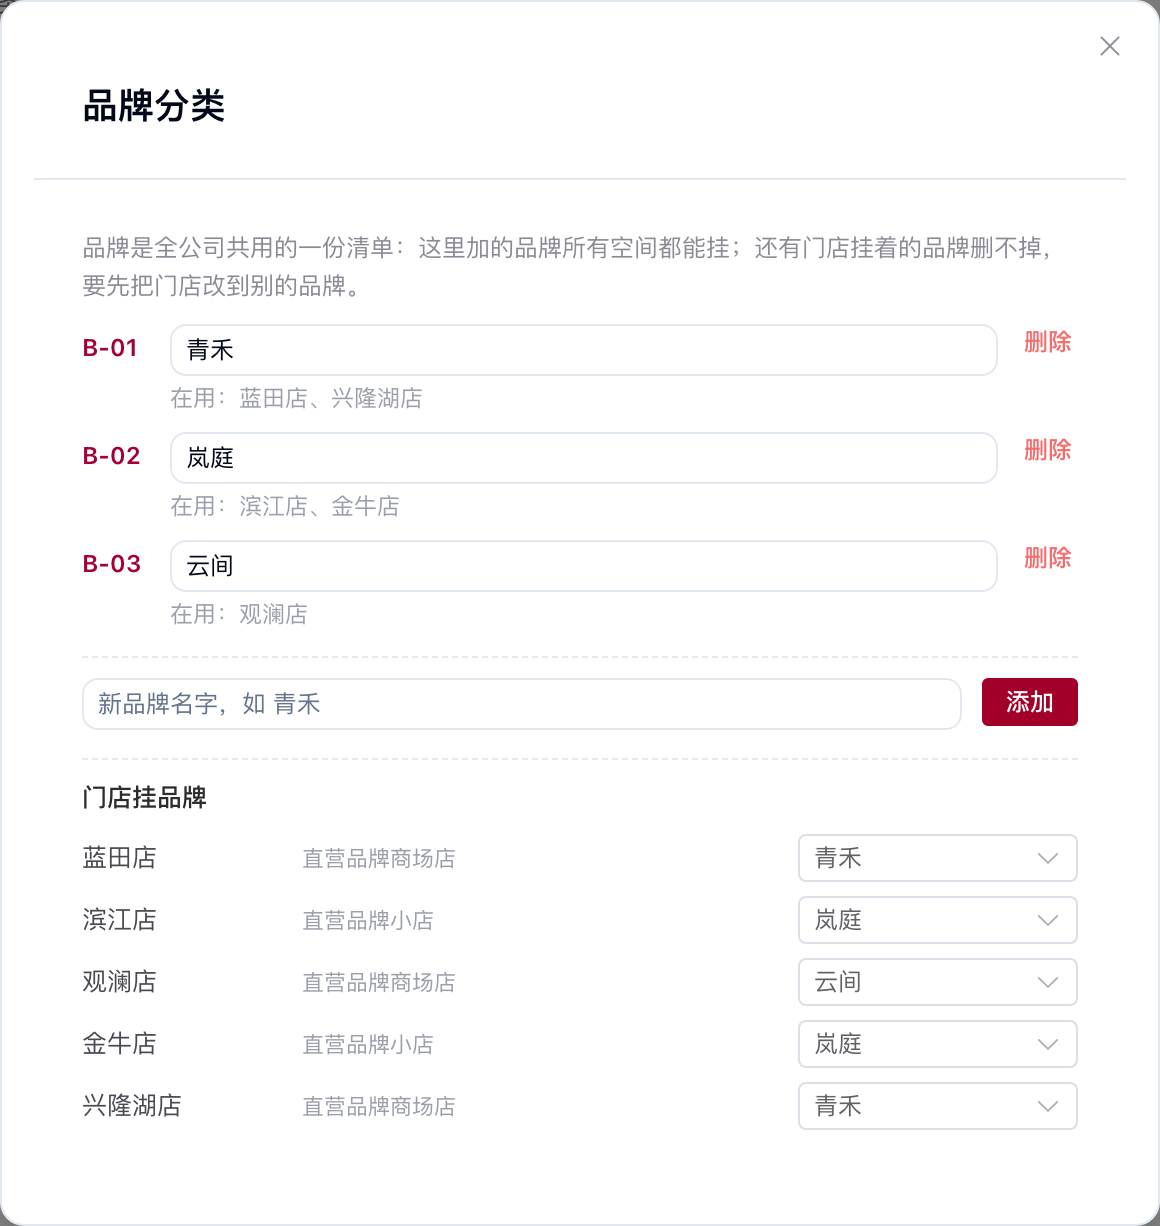 品牌分类
品牌是全公司共用的一份清单：这里加的品牌所有空间都能挂；还有门店挂着的品牌删不掉，
要先把门店改到别的品牌。
B-01 青禾 删除
在用：蓝田店、兴隆湖店
B-02 岚庭 删除
在用：滨江店、金牛店
B-03 云间 删除
在用：观澜店
新品牌名字，如 青禾 添加
门店挂品牌
蓝田店 直营品牌商场店 青禾
滨江店 直营品牌小店 岚庭
观澜店 直营品牌商场店 云间
金牛店 直营品牌小店 岚庭
兴隆湖店 直营品牌商场店 青禾